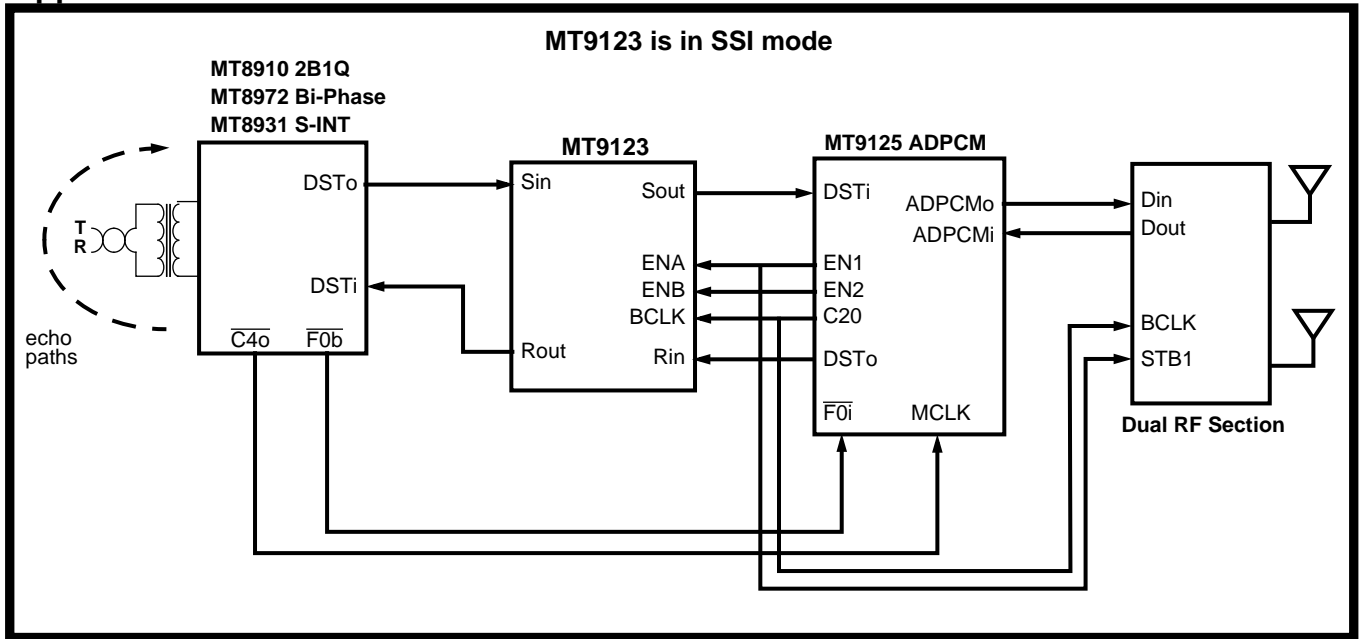 MT9123 is in SSI mode
MT8910 2B1Q
MT8972 Bi-Phase
MT8931 S-INT
DSTo
DSTi
C4o
F0b
T
R
echo
paths
MT9123
Sin
Sout
ENA
ENB
BCLK
Rout
Rin
MT9125 ADPCM
DSTi
ADPCMo
ADPCMi
EN1
EN2
C20
DSTo
F0i
MCLK
Din
Dout
BCLK
STB1
Dual RF Section